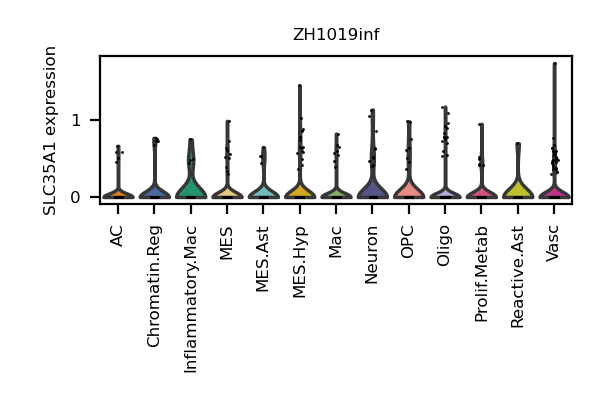 ZH1019inf
SLC35A1 expression
1
0
AC
Chromatin.Reg
Inflammatory.Mac
MES
MES.Ast
MES.Hyp
Mac
Neuron
OPC
Oligo
Prolif.Metab
Reactive.Ast
Vasc